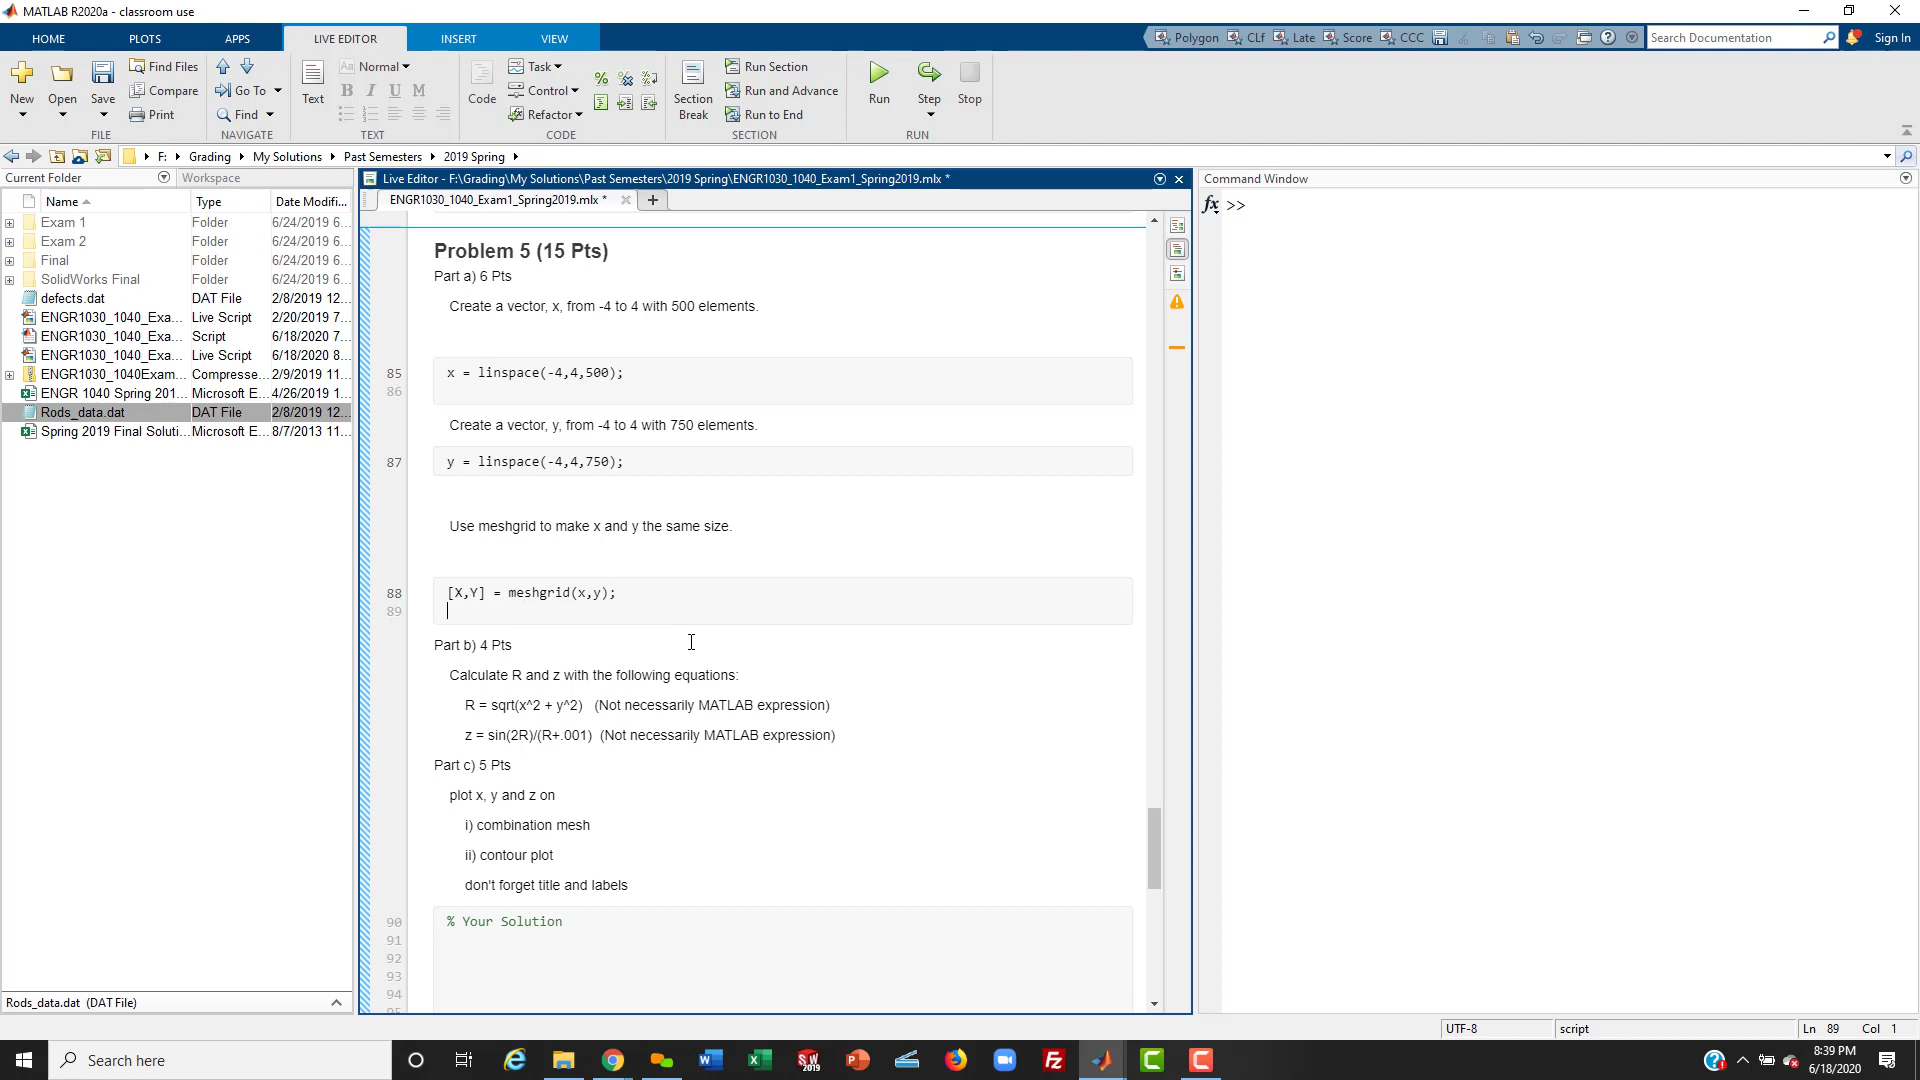 MATLAB R2020a - classroom use
HOME PLOTS APPS LIVE EDITOR INSERT VIEW
Polygon CLf Late Score CCC Search Documentation Sign In
New Open Save Find Files Compare Print
FILE
Go To Find
NAVIGATE
Text Aa Normal B I U M
TEXT
Code Task Control Refactor
CODE
Section Break Run Section Run and Advance Run to End
SECTION
Run Step Stop
RUN
F: Grading My Solutions Past Semesters 2019 Spring
Current Folder Workspace
Name Type Date Modifi...
Exam 1 Folder 6/24/2019 6...
Exam 2 Folder 6/24/2019 6...
Final Folder 6/24/2019 6...
SolidWorks Final Folder 6/24/2019 6...
defects.dat DAT File 2/8/2019 12...
ENGR1030_1040_Exa... Live Script 2/20/2019 7...
ENGR1030_1040_Exa... Script 6/18/2020 7...
ENGR1030_1040_Exa... Live Script 6/18/2020 8...
ENGR1030_1040Exam... Compresse... 2/9/2019 11...
ENGR 1040 Spring 201... Microsoft E... 4/26/2019 1...
Rods_data.dat DAT File 2/8/2019 12...
Spring 2019 Final Soluti... Microsoft E... 8/7/2013 11...
Rods_data.dat (DAT File)
Live Editor - F:\Grading\My Solutions\Past Semesters\2019 Spring\ENGR1030_1040_Exam1_Spring2019.mlx *
ENGR1030_1040_Exam1_Spring2019.mlx *
Problem 5 (15 Pts)
Part a) 6 Pts
Create a vector, x, from -4 to 4 with 500 elements.
85 x = linspace(-4,4,500);
86
Create a vector, y, from -4 to 4 with 750 elements.
87 y = linspace(-4,4,750);
Use meshgrid to make x and y the same size.
88 [X,Y] = meshgrid(x,y);
89
Part b) 4 Pts
Calculate R and z with the following equations:
R = sqrt(x^2 + y^2) (Not necessarily MATLAB expression)
z = sin(2R)/(R+.001) (Not necessarily MATLAB expression)
Part c) 5 Pts
plot x, y and z on
i) combination mesh
ii) contour plot
don't forget title and labels
90 % Your Solution
91
92
93
94
95
Command Window
fx >>
UTF-8 script Ln 89 Col 1
Search here
SW 2019
Fz
8:39 PM
6/18/2020